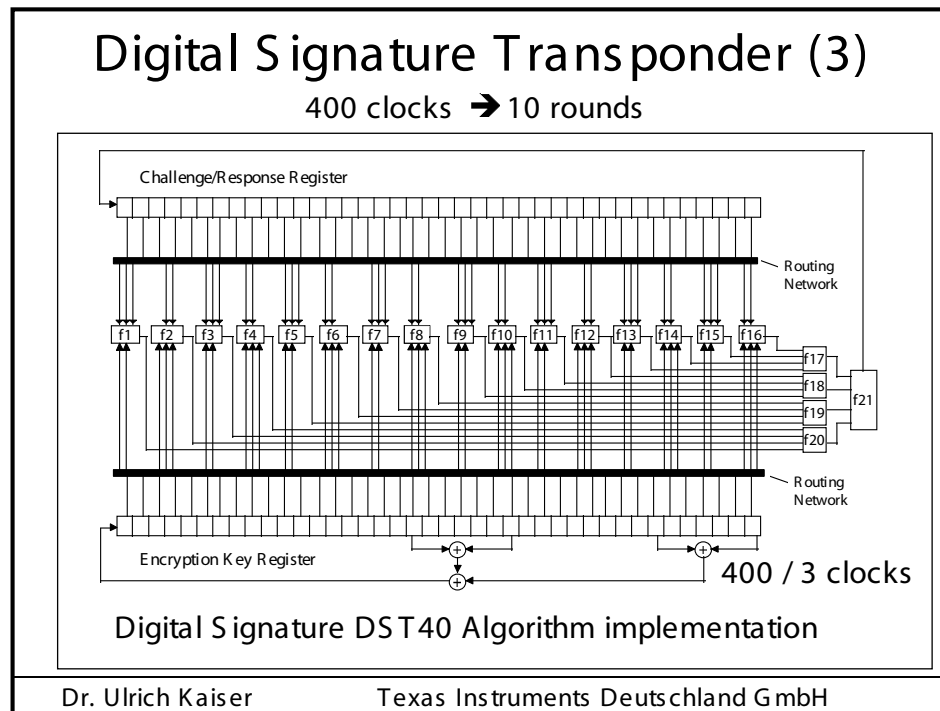 Digital Signature Transponder (3)
400 clocks ➔ 10 rounds
Challenge/Response Register
Routing
Network
f1 f2 f3 f4 f5 f6 f7 f8 f9 f10 f11 f12 f13 f14 f15 f16
f17
f18
f21
f19
f20
Routing
Network
Encryption Key Register
+ +
+
400 / 3 clocks
Digital Signature DST40 Algorithm implementation
Dr. Ulrich Kaiser Texas Instruments Deutschland GmbH